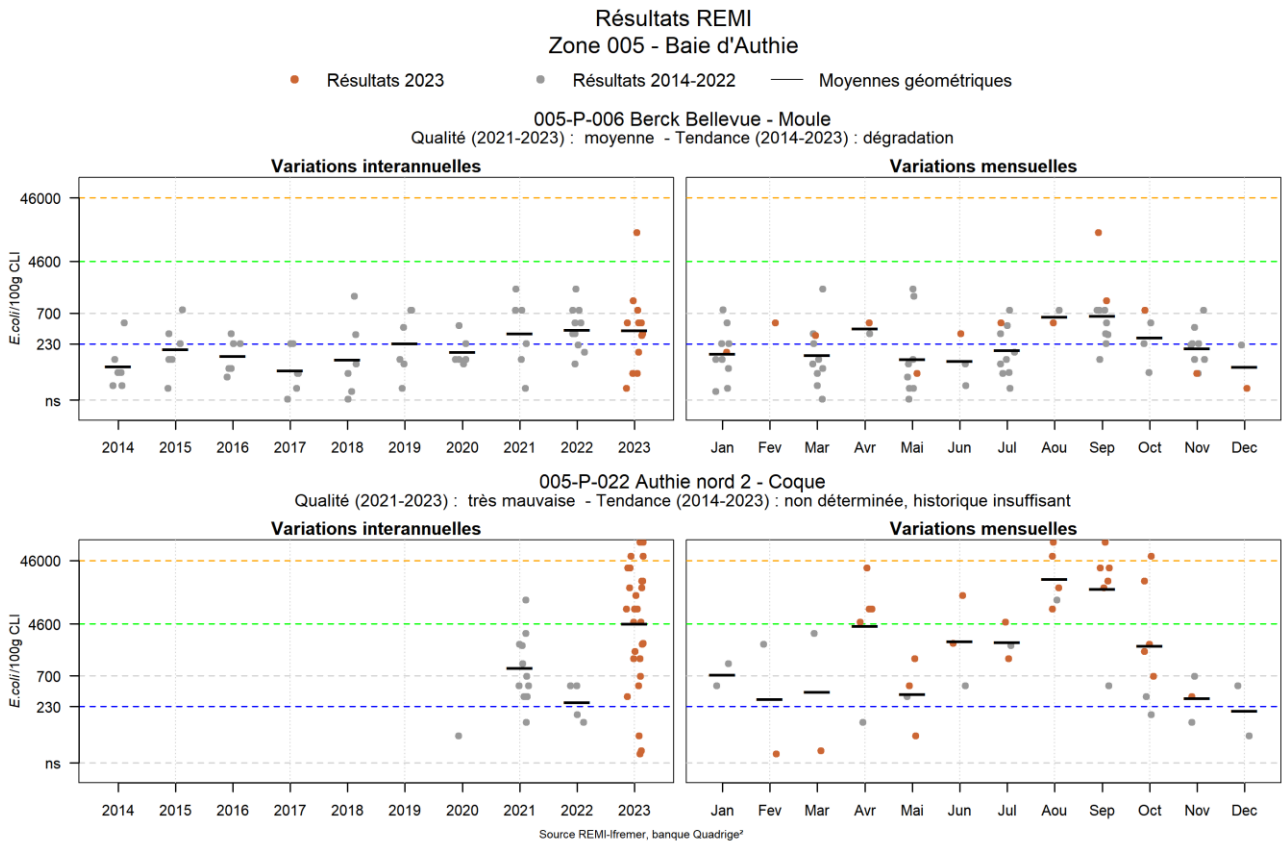 Résultats REMI
Zone 005 - Baie d'Authie
Résultats 2023 Résultats 2014-2022 Moyennes géométriques
005-P-006 Berck Bellevue - Moule
Qualité (2021-2023) : moyenne - Tendance (2014-2023) : dégradation
Variations interannuelles Variations mensuelles
E.coli/100g CLI
46000
4600
700
230
ns
2014 2015 2016 2017 2018 2019 2020 2021 2022 2023 Jan Fev Mar Avr Mai Jun Jul Aou Sep Oct Nov Dec
005-P-022 Authie nord 2 - Coque
Qualité (2021-2023) : très mauvaise - Tendance (2014-2023) : non déterminée, historique insuffisant
Variations interannuelles Variations mensuelles
E.coli/100g CLI
46000
4600
700
230
ns
2014 2015 2016 2017 2018 2019 2020 2021 2022 2023 Jan Fev Mar Avr Mai Jun Jul Aou Sep Oct Nov Dec
Source REMI-Ifremer, banque Quadrige²